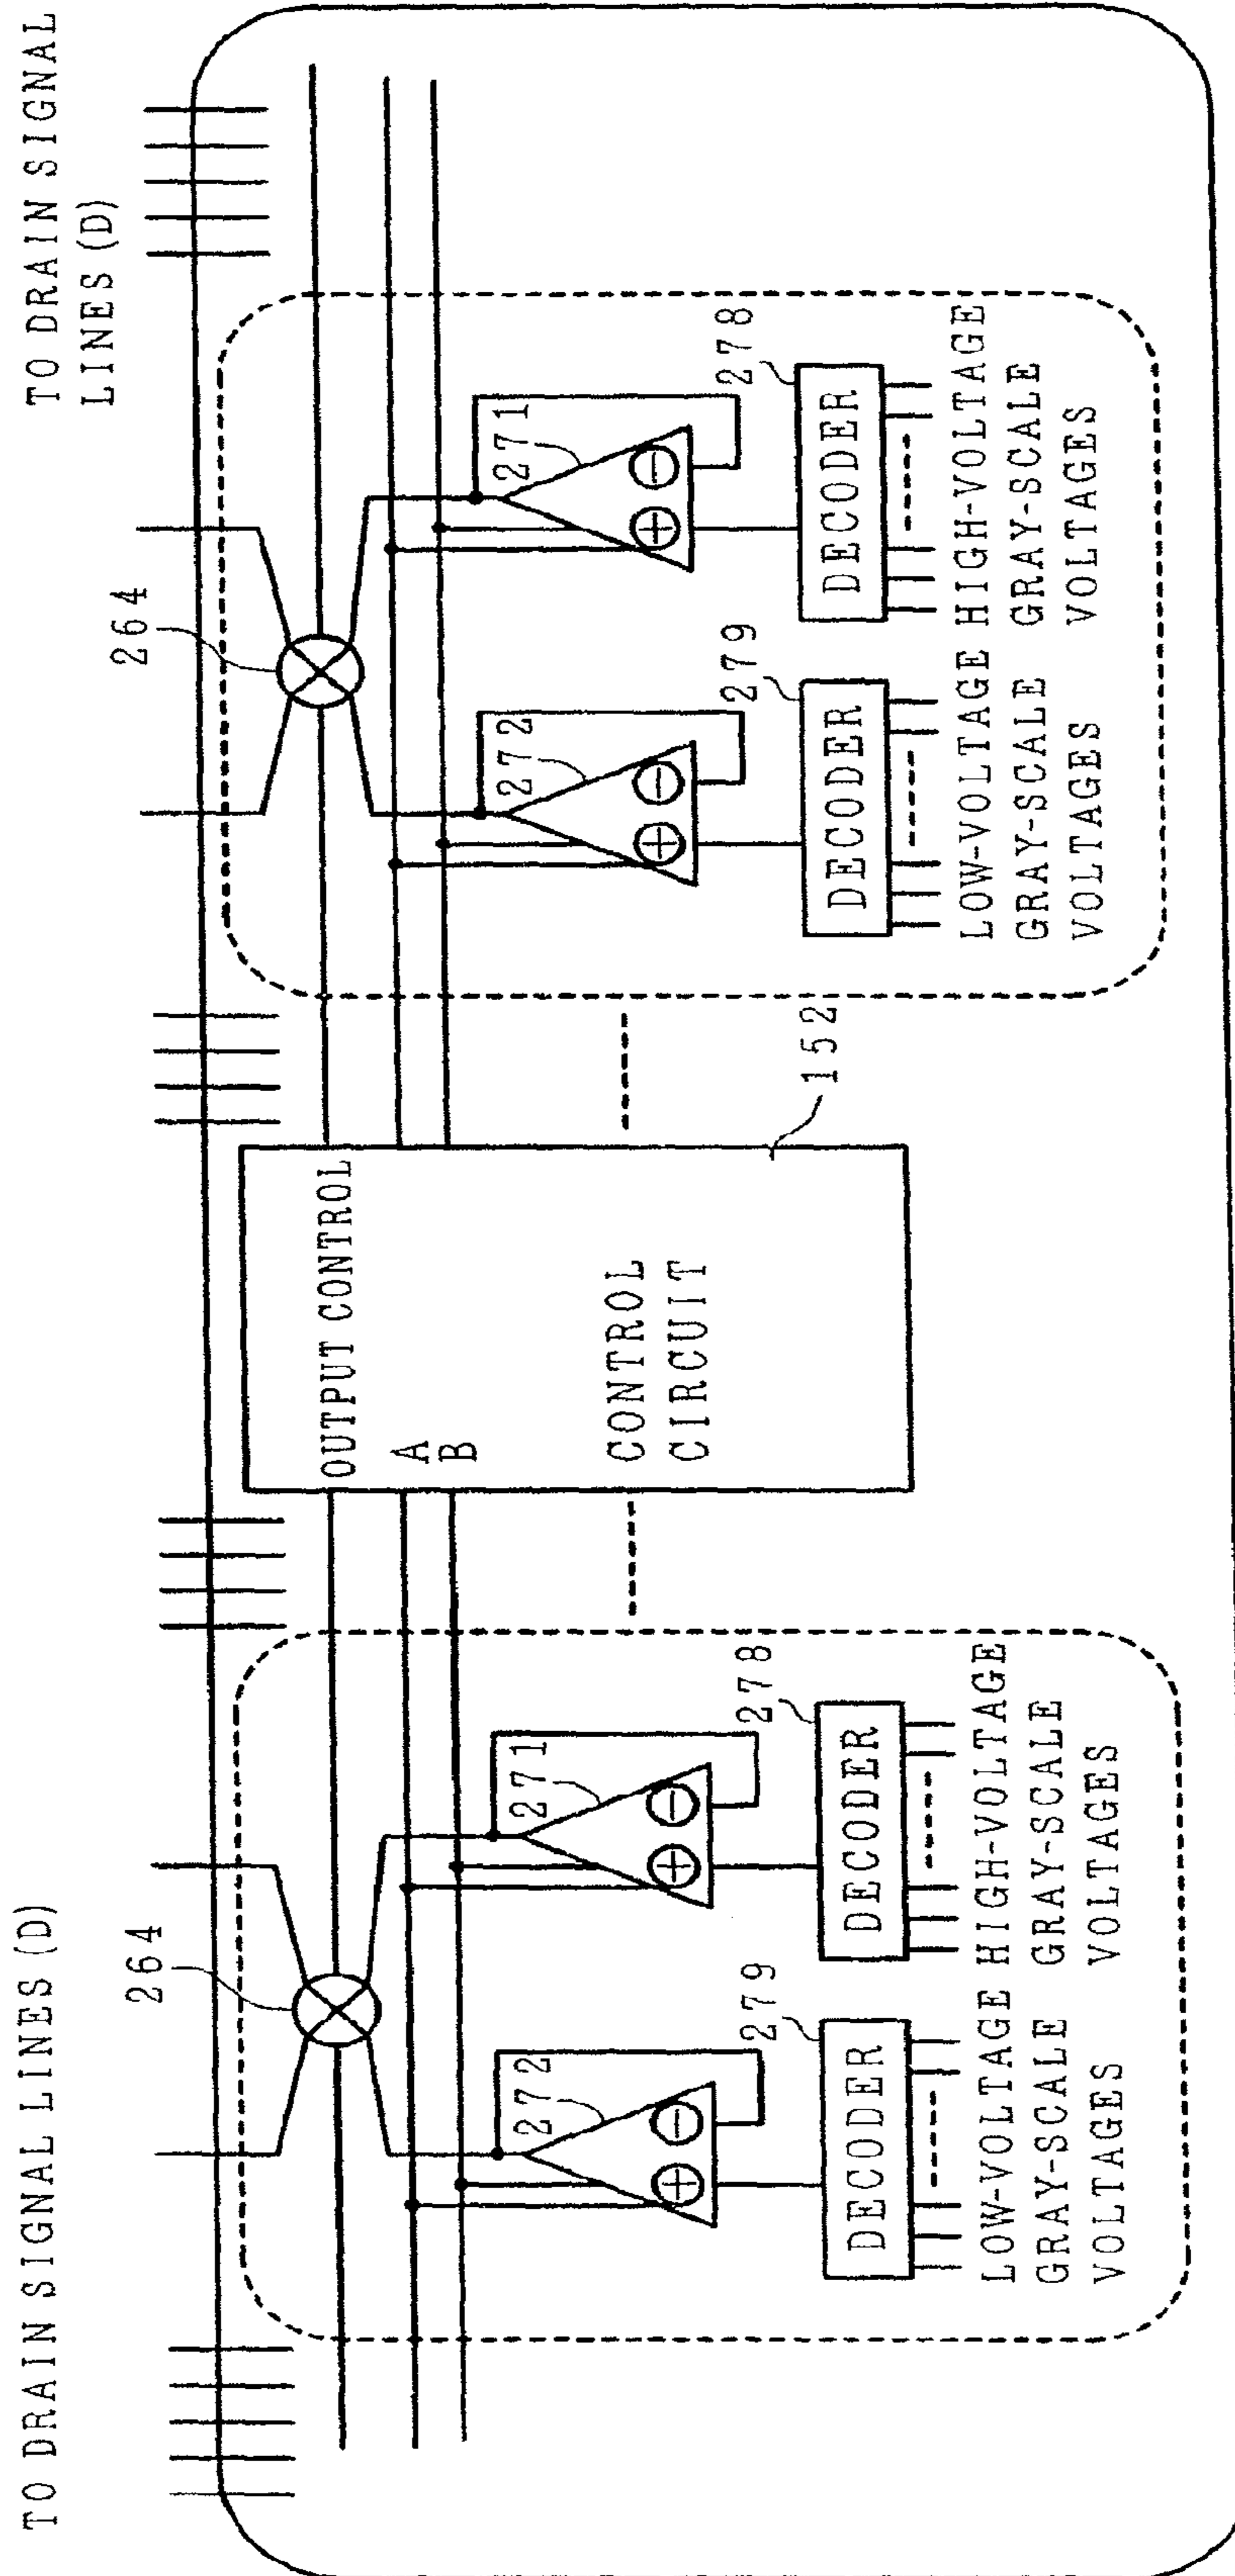 TO DRAIN SIGNAL LINES (D)
TO DRAIN SIGNAL
LINES (D)
264
264
OUTPUT CONTROL
A
B
CONTROL
CIRCUIT
152
272
271
279
278
DECODER
DECODER
LOW-VOLTAGE
GRAY-SCALE
VOLTAGES
HIGH-VOLTAGE
GRAY-SCALE
VOLTAGES
272
271
279
278
DECODER
DECODER
LOW-VOLTAGE
GRAY-SCALE
VOLTAGES
HIGH-VOLTAGE
GRAY-SCALE
VOLTAGES